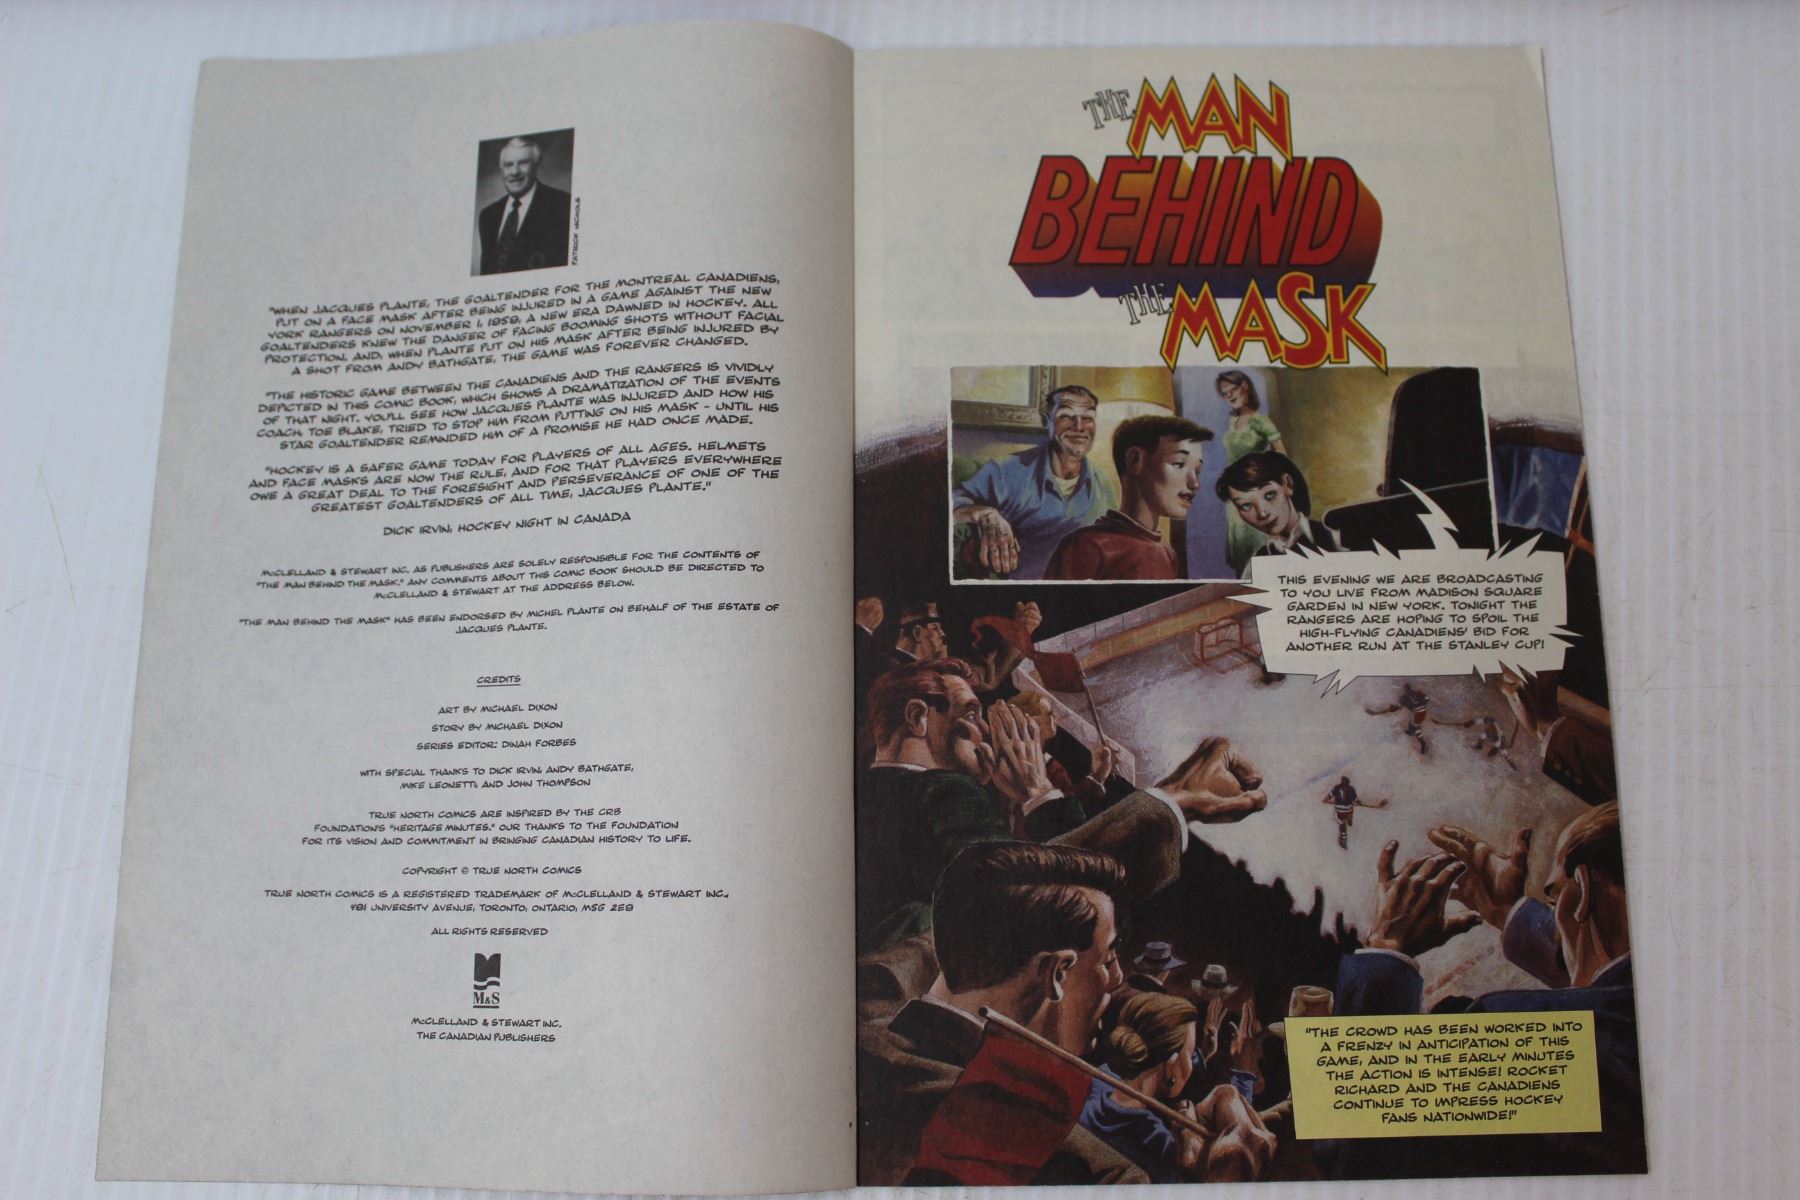 PATRICK NICHOLS
"WHEN JACQUES PLANTE, THE GOALTENDER FOR THE MONTREAL CANADIENS,
PUT ON A FACE MASK AFTER BEING INJURED IN A GAME AGAINST THE NEW
YORK RANGERS ON NOVEMBER 1, 1959, A NEW ERA DAWNED IN HOCKEY. ALL
GOALTENDERS KNEW THE DANGER OF FACING BOOMING SHOTS WITHOUT FACIAL
PROTECTION. AND, WHEN PLANTE PUT ON HIS MASK AFTER BEING INJURED BY
A SHOT FROM ANDY BATHGATE, THE GAME WAS FOREVER CHANGED.
"THE HISTORIC GAME BETWEEN THE CANADIENS AND THE RANGERS IS VIVIDLY
DEPICTED IN THIS COMIC BOOK, WHICH SHOWS A DRAMATIZATION OF THE EVENTS
OF THAT NIGHT. YOU'LL SEE HOW JACQUES PLANTE WAS INJURED AND HOW HIS
COACH, TOE BLAKE, TRIED TO STOP HIM FROM PUTTING ON HIS MASK - UNTIL HIS
STAR GOALTENDER REMINDED HIM OF A PROMISE HE HAD ONCE MADE.
"HOCKEY IS A SAFER GAME TODAY FOR PLAYERS OF ALL AGES. HELMETS
AND FACE MASKS ARE NOW THE RULE, AND FOR THAT PLAYERS EVERYWHERE
OWE A GREAT DEAL TO THE FORESIGHT AND PERSEVERANCE OF ONE OF THE
GREATEST GOALTENDERS OF ALL TIME, JACQUES PLANTE."
DICK IRVIN, HOCKEY NIGHT IN CANADA
McCLELLAND & STEWART INC. AS PUBLISHERS ARE SOLELY RESPONSIBLE FOR THE CONTENTS OF
"THE MAN BEHIND THE MASK." ANY COMMENTS ABOUT THIS COMIC BOOK SHOULD BE DIRECTED TO
McCLELLAND & STEWART AT THE ADDRESS BELOW.
"THE MAN BEHIND THE MASK" HAS BEEN ENDORSED BY MICHEL PLANTE ON BEHALF OF THE ESTATE OF
JACQUES PLANTE.
CREDITS
ART BY MICHAEL DIXON
STORY BY MICHAEL DIXON
SERIES EDITOR: DINAH FORBES
WITH SPECIAL THANKS TO DICK IRVIN, ANDY BATHGATE,
MIKE LEONETTI, AND JOHN THOMPSON
TRUE NORTH COMICS ARE INSPIRED BY THE CRB
FOUNDATION'S "HERITAGE MINUTES." OUR THANKS TO THE FOUNDATION
FOR ITS VISION AND COMMITMENT IN BRINGING CANADIAN HISTORY TO LIFE.
COPYRIGHT © TRUE NORTH COMICS
TRUE NORTH COMICS IS A REGISTERED TRADEMARK OF McCLELLAND & STEWART INC.,
481 UNIVERSITY AVENUE, TORONTO, ONTARIO, M5G 2E9
ALL RIGHTS RESERVED
M&S
McCLELLAND & STEWART INC.
THE CANADIAN PUBLISHERS
THE MAN
BEHIND
THE MASK
THIS EVENING WE ARE BROADCASTING
TO YOU LIVE FROM MADISON SQUARE
GARDEN IN NEW YORK. TONIGHT THE
RANGERS ARE HOPING TO SPOIL THE
HIGH-FLYING CANADIENS' BID FOR
ANOTHER RUN AT THE STANLEY CUP!
"THE CROWD HAS BEEN WORKED INTO
A FRENZY IN ANTICIPATION OF THIS
GAME, AND IN THE EARLY MINUTES
THE ACTION IS INTENSE! ROCKET
RICHARD AND THE CANADIENS
CONTINUE TO IMPRESS HOCKEY
FANS NATIONWIDE!"